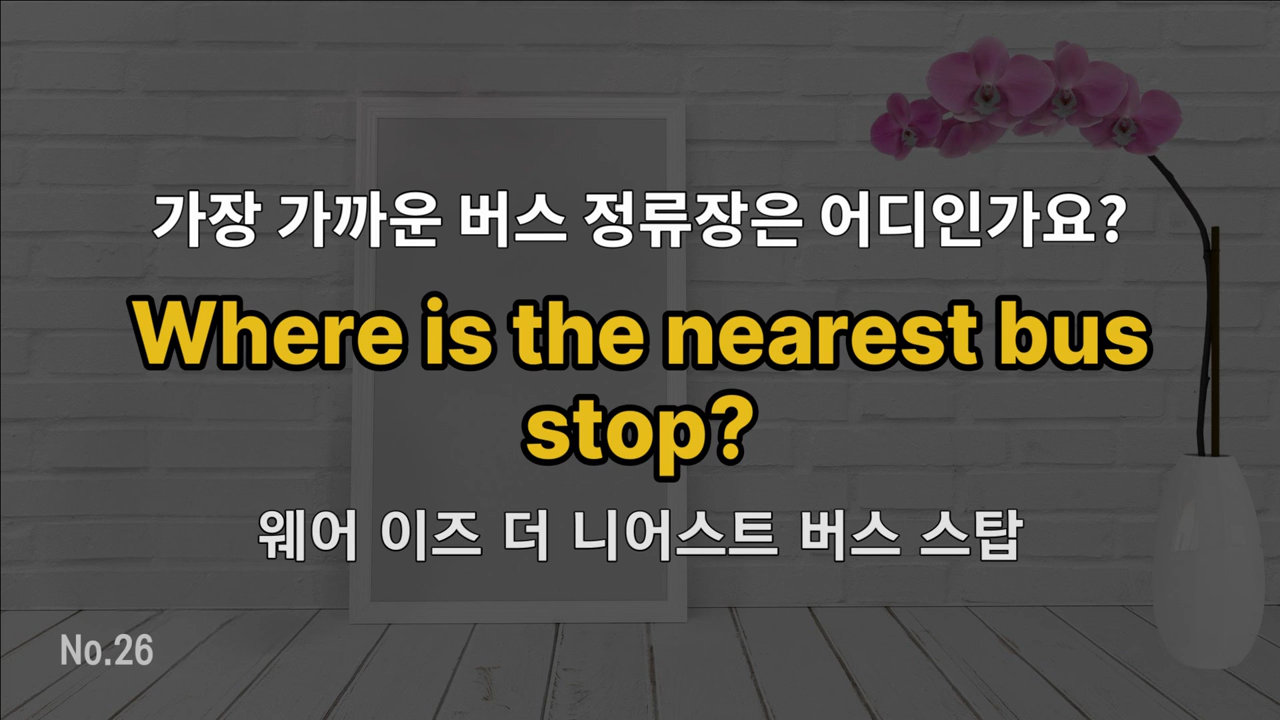 가장 가까운 버스 정류장은 어디인가요?
Where is the nearest bus
stop?
웨어 이즈 더 니어스트 버스 스탑
No.26